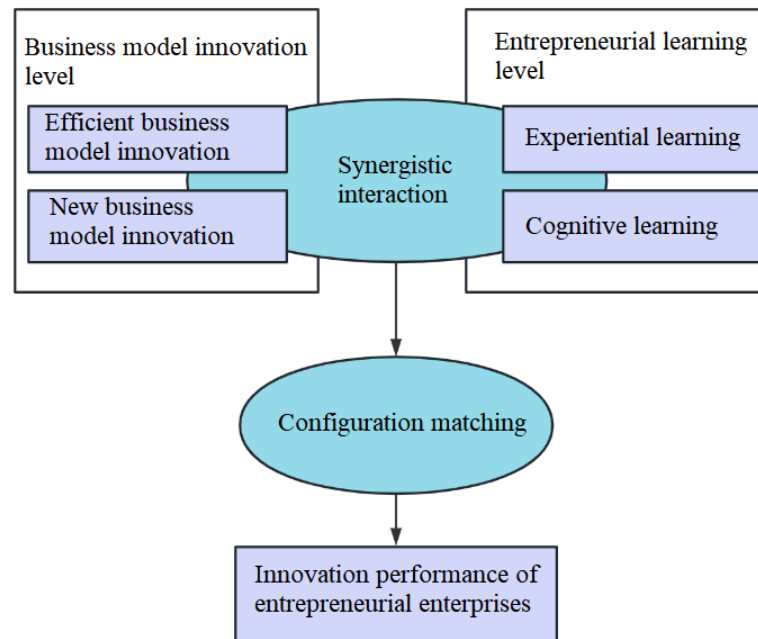 Business model innovation
level
Efficient business
model innovation
New business
model innovation
Synergistic
interaction
Entrepreneurial learning
level
Experiential learning
Cognitive learning
Configuration matching
Innovation performance of
entrepreneurial enterprises